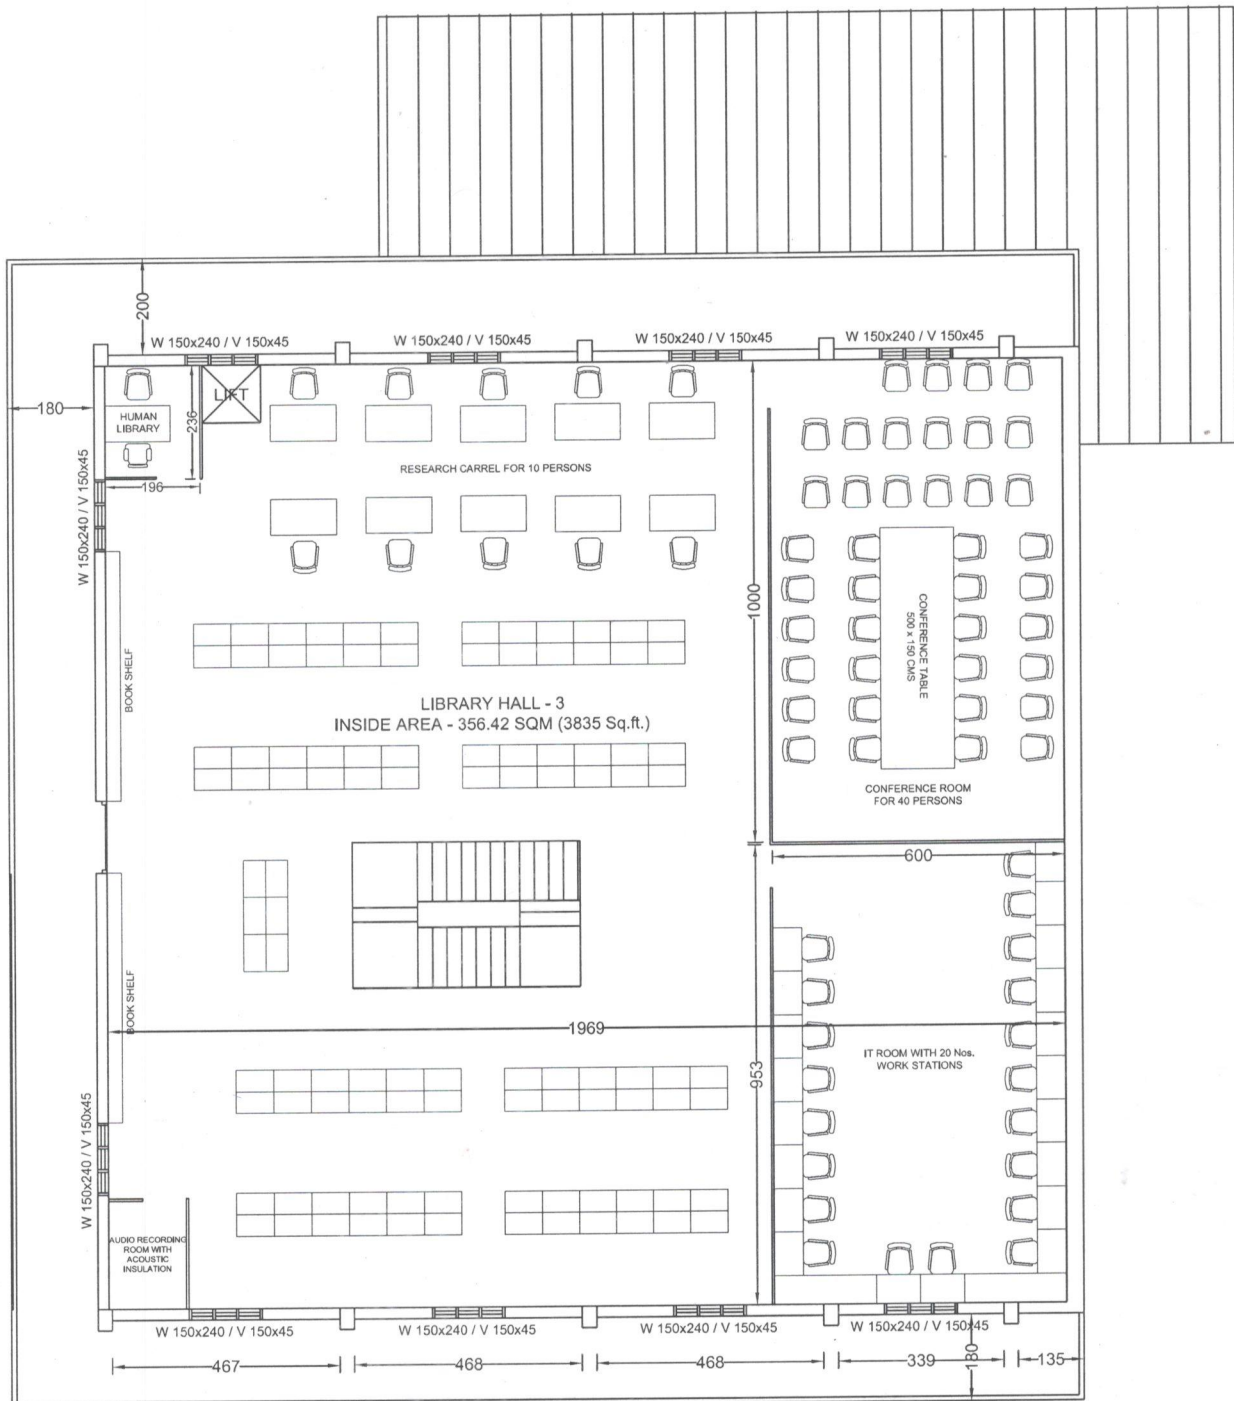 200
W 150x240 / V 150x45
W 150x240 / V 150x45
W 150x240 / V 150x45
W 150x240 / V 150x45
180
HUMAN
LIBRARY
236
LIFT
196
W 150x240 / V 150x45
RESEARCH CARREL FOR 10 PERSONS
1000
CONFERENCE TABLE
500 x 150 CMS
BOOK SHELF
LIBRARY HALL - 3
INSIDE AREA - 356.42 SQM (3835 Sq.ft.)
CONFERENCE ROOM
FOR 40 PERSONS
600
BOOK SHELF
1969
953
IT ROOM WITH 20 Nos.
WORK STATIONS
W 150x240 / V 150x45
AUDIO RECORDING
ROOM WITH
ACOUSTIC
INSULATION
W 150x240 / V 150x45
W 150x240 / V 150x45
W 150x240 / V 150x45
W 150x240 / V 150x45
467
468
468
339
180
135